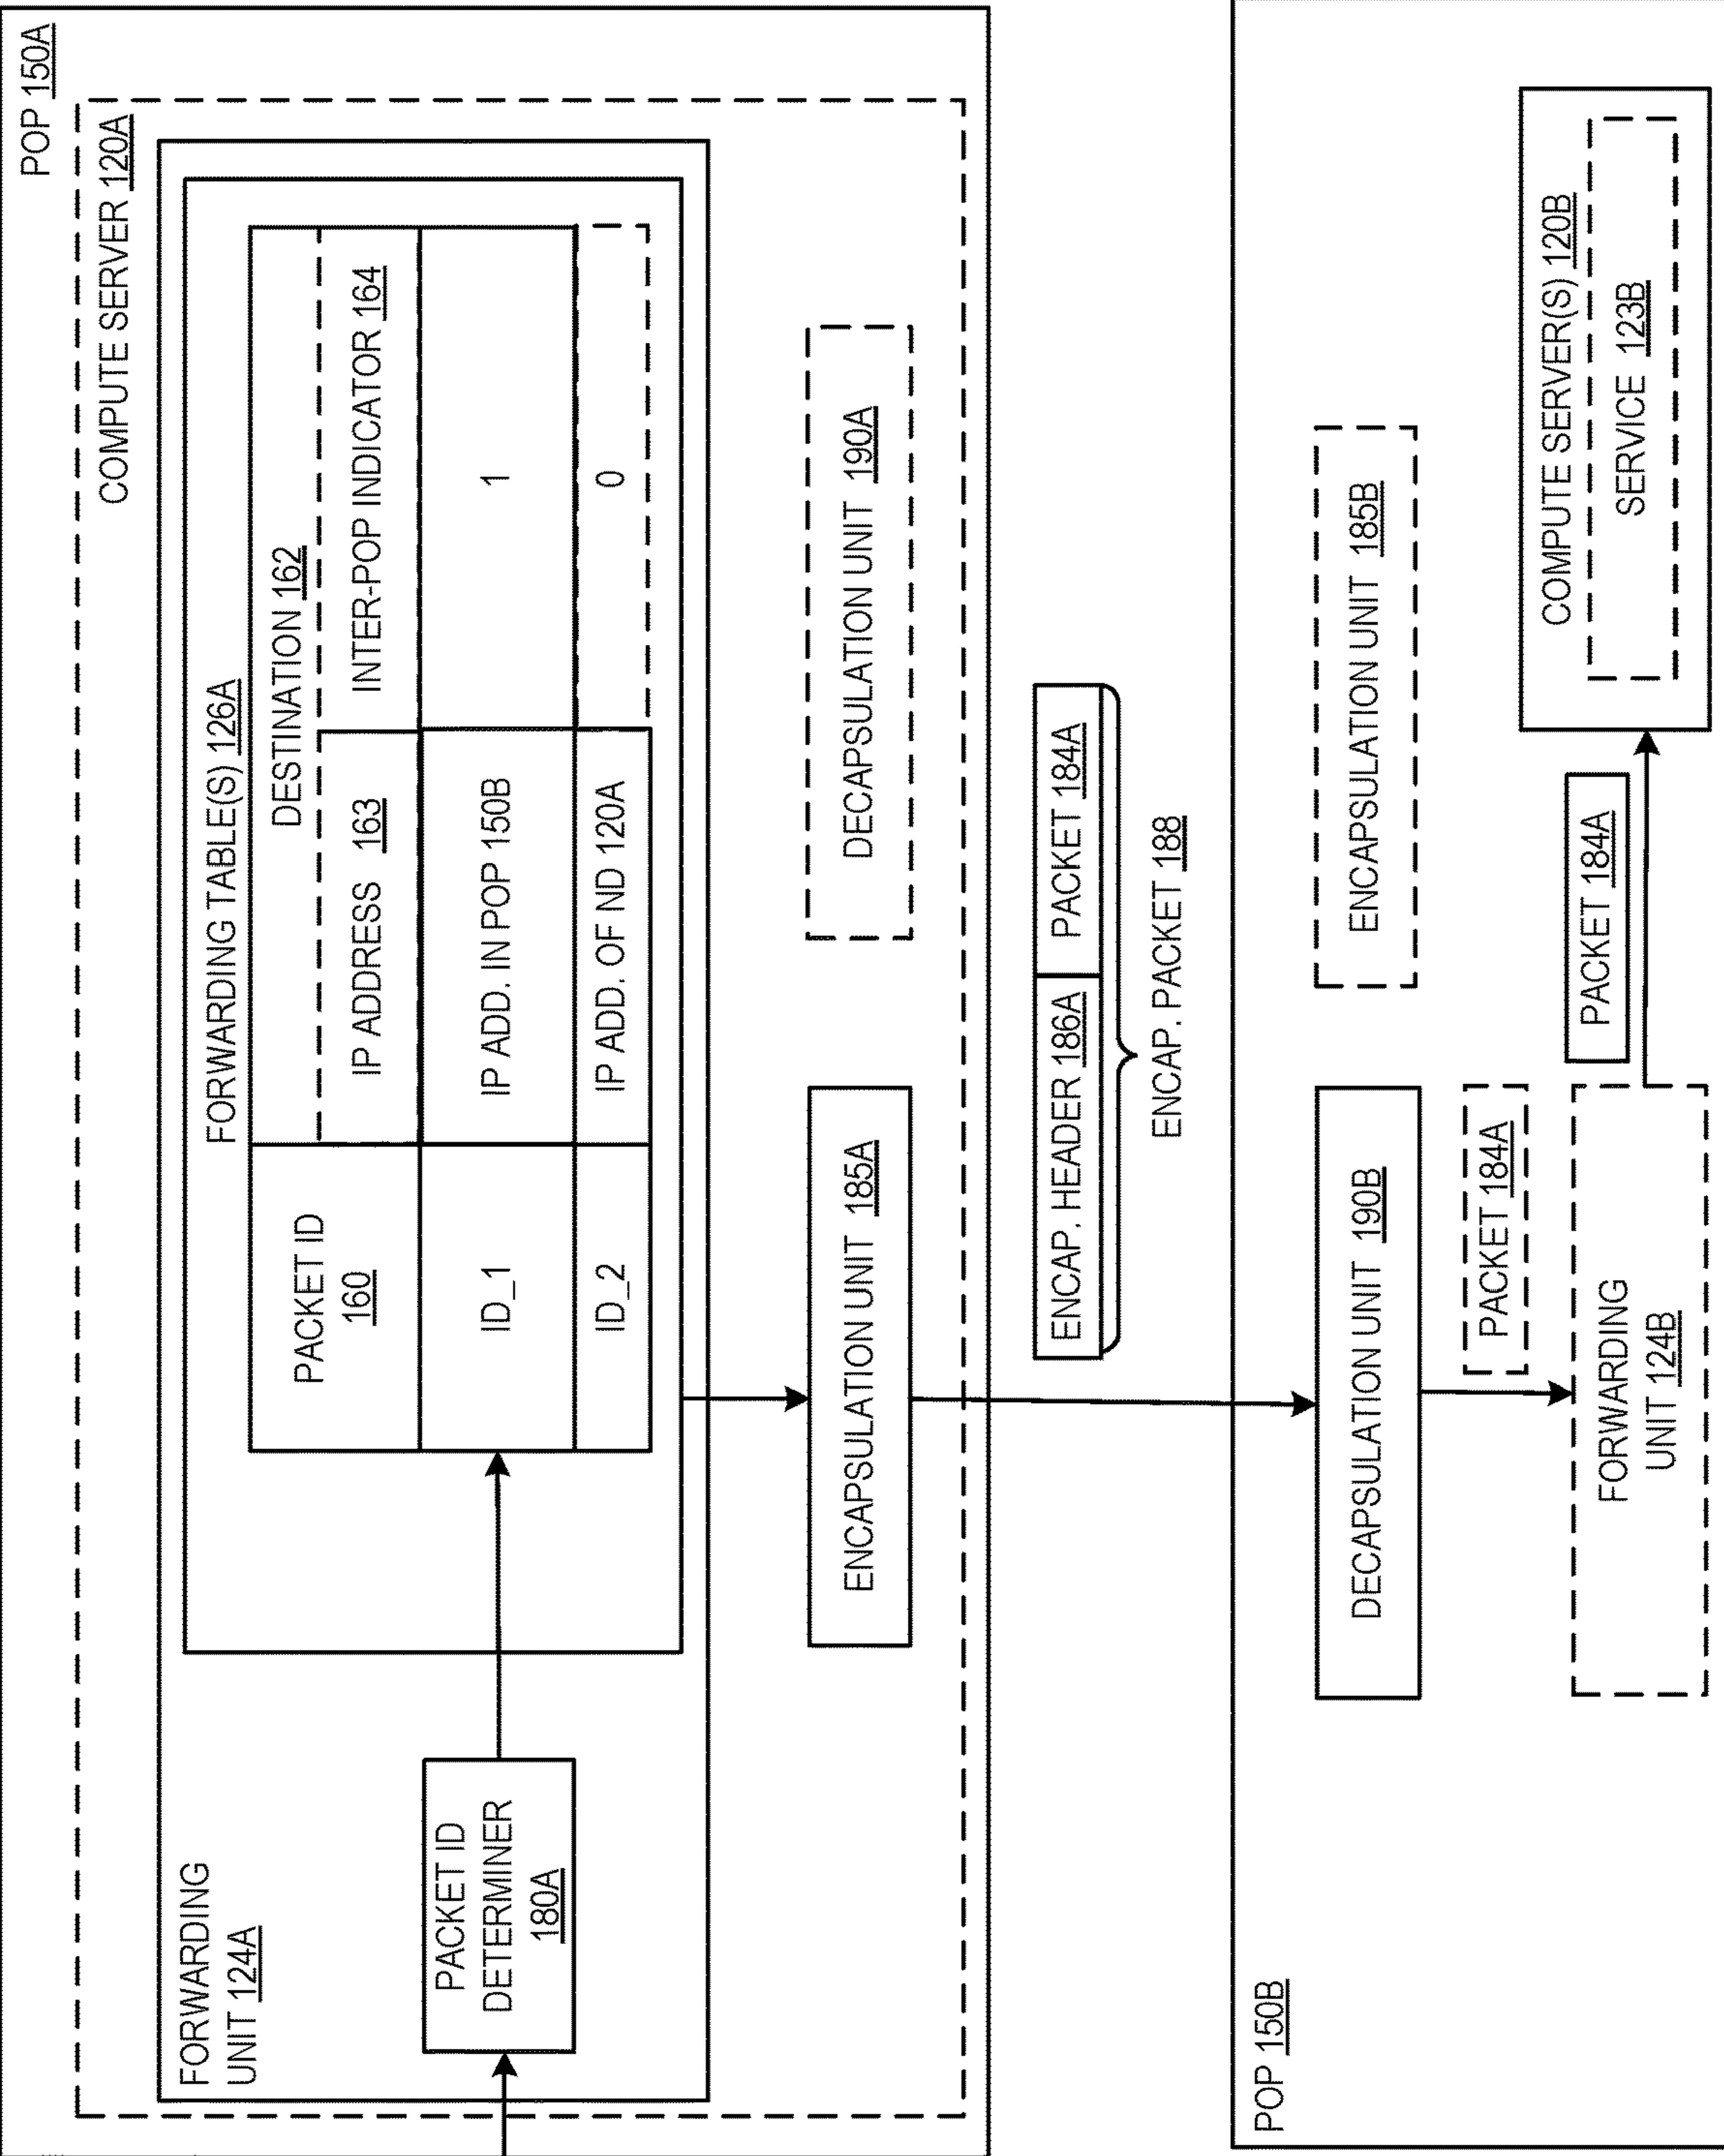 POP 150A
COMPUTE SERVER 120A
FORWARDING
UNIT 124A
FORWARDING TABLE(S) 126A
PACKET ID
160
DESTINATION 162
IP ADDRESS 163
INTER-POP INDICATOR 164
ID_1
IP ADD. IN POP 150B
1
ID_2
IP ADD. OF ND 120A
0
PACKET ID
DETERMINER
180A
ENCAPSULATION UNIT 185A
DECAPSULATION UNIT 190A
ENCAP. HEADER 186A
PACKET 184A
ENCAP. PACKET 188
POP 150B
DECAPSULATION UNIT 190B
ENCAPSULATION UNIT 185B
PACKET 184A
FORWARDING
UNIT 124B
PACKET 184A
COMPUTE SERVER(S) 120B
SERVICE 123B